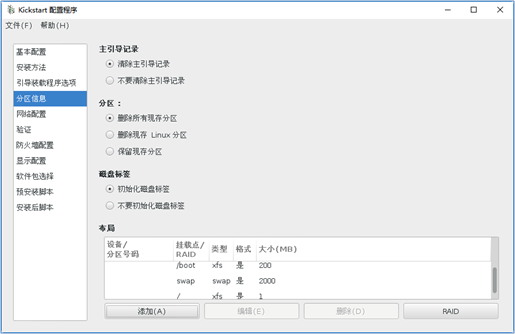 Kickstart 配置程序
文件(F) 帮助(H)
基本配置
安装方法
引导装载程序选项
分区信息
网络配置
验证
防火墙配置
显示配置
软件包选择
预安装脚本
安装后脚本
主引导记录
清除主引导记录
不要清除主引导记录
分区：
删除所有现存分区
删除现存 Linux 分区
保留现存分区
磁盘标签
初始化磁盘标签
不要初始化磁盘标签
布局
设备/ 挂载点/ 类型 格式 大小(MB)
分区号码 RAID
/boot xfs 是 200
swap swap 是 2000
/ xfs 是 1
添加(A) 编辑(E) 删除(D) RAID